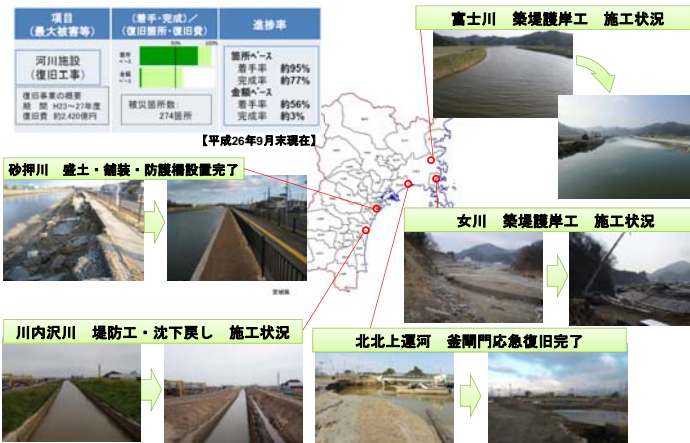 項目
(最大被害等)
(着手・完成)／
(復旧箇所・復旧費)
進捗率
河川施設
(復旧工事)
復旧事業の概要
期　間　H23～27年度
復旧費　約2,420億円
50%
100%
箇所
ベース
金額
ベース
被災箇所数：
274箇所
箇所ベース
着手率　約95%
完成率　約77%
金額ベース
着手率　約56%
完成率　約3%
【平成26年9月末現在】
富士川　築堤護岸工　施工状況
砂押川　盛土・舗装・防護柵設置完了
女川　築堤護岸工　施工状況
宮城県
川内沢川　堤防工・沈下戻し　施工状況
北北上運河　釜閘門応急復旧完了